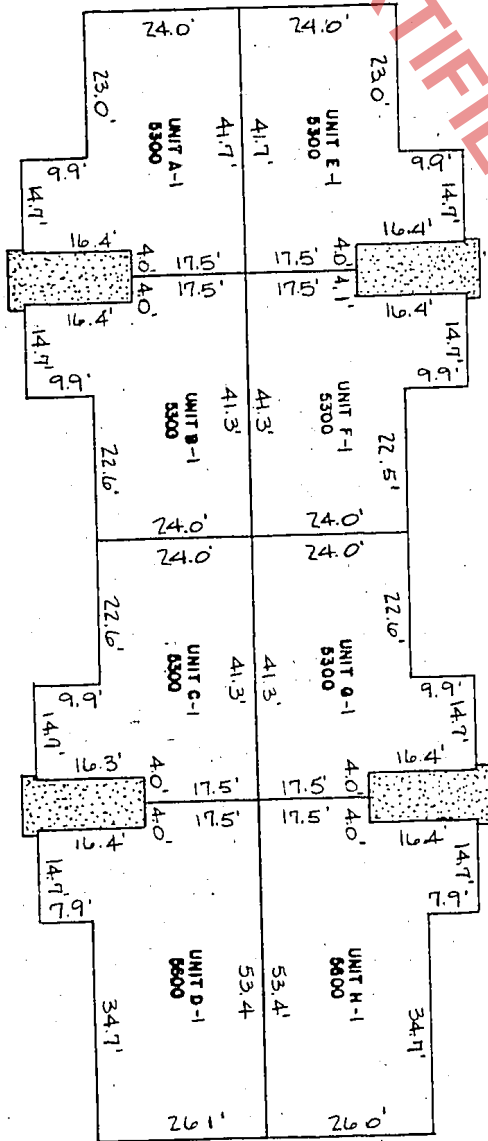 TIFIE
24.0' 24.0'
23.0' 23.0'
UNIT A-1
5300
41.7' 41.7'
UNIT E-1
5300
9.9' 9.9'
14.7' 14.7'
16.4' 4.0' 17.5' 4.0' 16.4'
16.4' 4.0' 17.5' 17.5' 4.1' 16.4'
14.7' 14.7'
9.9' 9.9'
UNIT B-1
5300
41.3' 41.3'
UNIT F-1
5300
22.6' 22.5'
24.0' 24.0'
24.0' 24.0'
22.6' 22.6'
UNIT C-1
5300
41.3' 41.3'
UNIT G-1
5300
9.9' 9.9'
14.7' 14.7'
16.3' 4.0' 17.5' 17.5' 4.0' 16.4'
16.4' 4.0' 17.5' 17.5' 4.0' 16.4'
14.7' 14.7'
7.9' 7.9'
UNIT D-1
5600
53.4 53.4'
UNIT H-1
5600
34.7' 34.7'
26.1' 26.0'